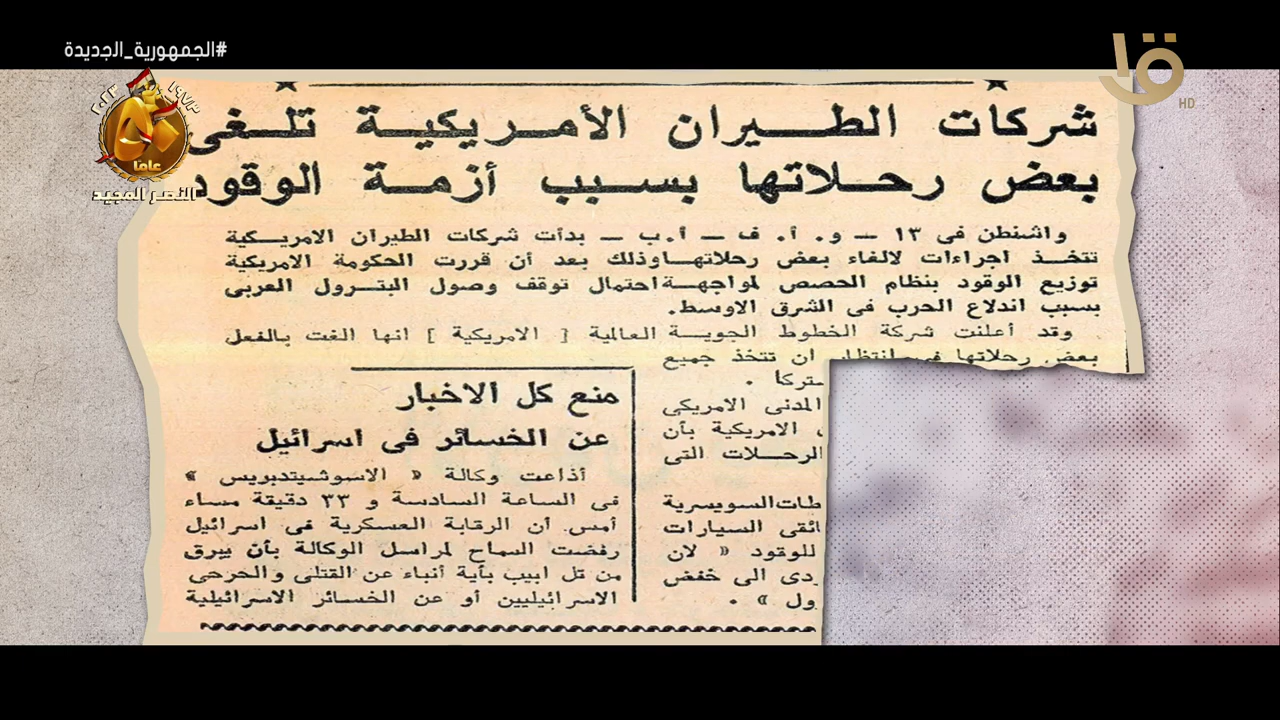 #الجمهورية_الجديدة
ق١
HD
١٩٧٣
٢٠٢٣
٥٠
عاما
النصر المجيد
شركات الطيران الأمريكية تلغى
بعض رحلاتها بسبب أزمة الوقود
واشنطن فى ١٣ — و. أ. ف — أ. ب — بدأت شركات الطيران الامريكية
تتخذ اجراءات لالغاء بعض رحلاتها وذلك بعد أن قررت الحكومة الامريكية
توزيع الوقود بنظام الحصص لمواجهة احتمال توقف وصول البترول العربى
بسبب اندلاع الحرب فى الشرق الاوسط.
وقد أعلنت شركة الخطوط الجوية العالمية [ الامريكية ] انها الغت بالفعل
بعض رحلاتها فى انتظار ان تتخذ جميع
المدنى الامريكى
الامريكية بأن
الرحلات التى
السويسرية
السيارات
للوقود » لان
الى خفض
منع كل الاخبار
عن الخسائر فى اسرائيل
أذاعت وكالة « الاسوشيتدبريس »
فى الساعة السادسة و ٣٣ دقيقة مساء
أمس أن الرقابة العسكرية فى اسرائيل
رفضت السماح لمراسل الوكالة بأن يبرق
من تل ابيب بأية أنباء عن القتلى والجرحى
الاسرائيليين أو عن الخسائر الاسرائيلية